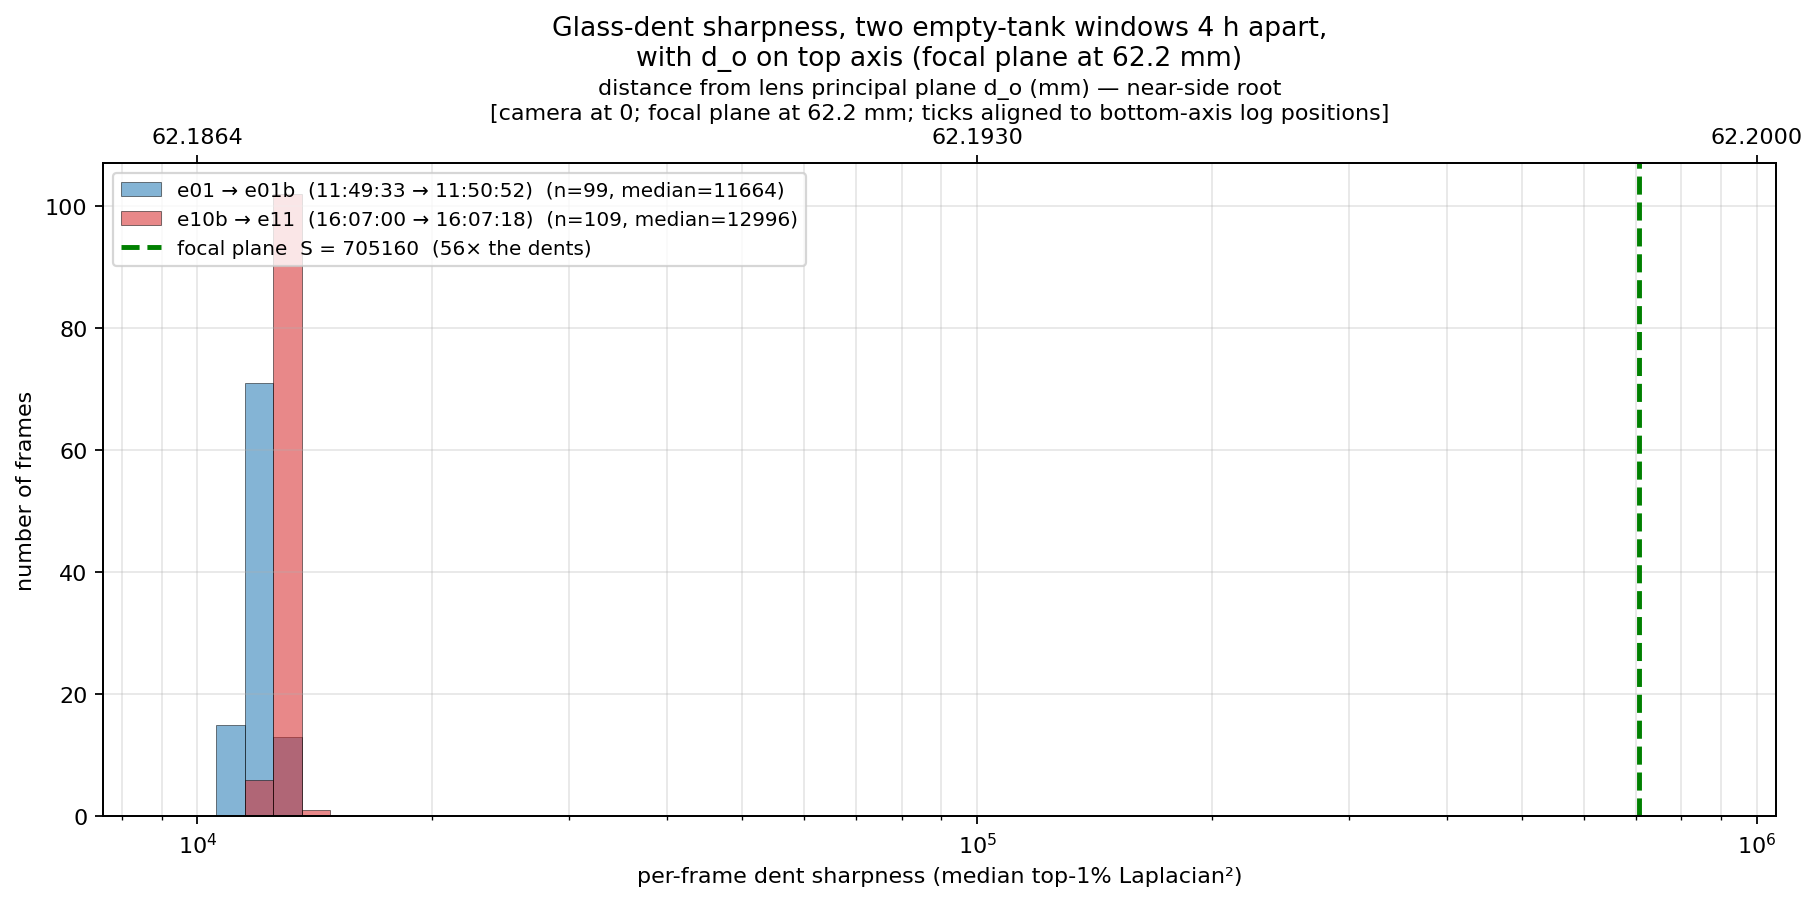 Glass-dent sharpness, two empty-tank windows 4 h apart,
with d_o on top axis (focal plane at 62.2 mm)
distance from lens principal plane d_o (mm) — near-side root
[camera at 0; focal plane at 62.2 mm; ticks aligned to bottom-axis log positions]
62.1864 62.1930 62.2000
e01 → e01b (11:49:33 → 11:50:52) (n=99, median=11664)
e10b → e11 (16:07:00 → 16:07:18) (n=109, median=12996)
focal plane S = 705160 (56× the dents)
100
80
60
40
20
0
number of frames
10⁴ 10⁵ 10⁶
per-frame dent sharpness (median top-1% Laplacian²)